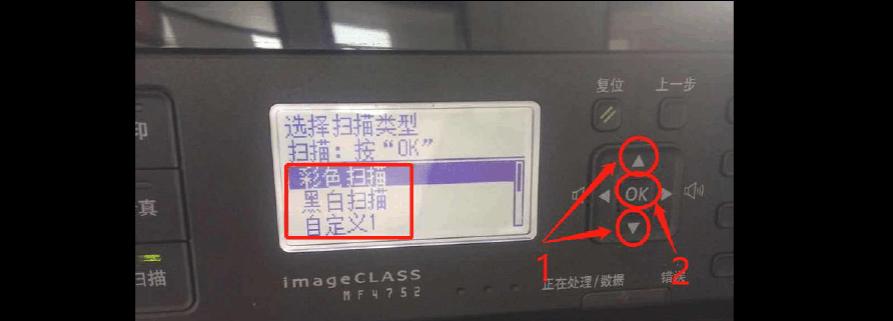 复位
上一步
印
选择扫描类型
扫描：按“OK”
彩色扫描
黑白扫描
自定义1
OK
真
1
2
扫描
imageCLASS
MF4752
正在处理/数据
错误